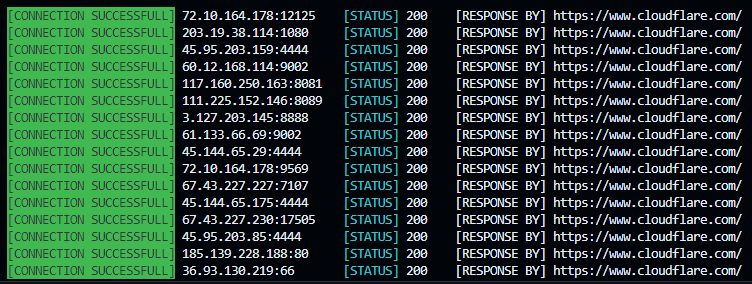 [CONNECTION SUCCESSFULL] 72.10.164.178:12125 [STATUS] 200 [RESPONSE BY] https://www.cloudflare.com/
[CONNECTION SUCCESSFULL] 203.19.38.114:1080 [STATUS] 200 [RESPONSE BY] https://www.cloudflare.com/
[CONNECTION SUCCESSFULL] 45.95.203.159:4444 [STATUS] 200 [RESPONSE BY] https://www.cloudflare.com/
[CONNECTION SUCCESSFULL] 60.12.168.114:9002 [STATUS] 200 [RESPONSE BY] https://www.cloudflare.com/
[CONNECTION SUCCESSFULL] 117.160.250.163:8081 [STATUS] 200 [RESPONSE BY] https://www.cloudflare.com/
[CONNECTION SUCCESSFULL] 111.225.152.146:8089 [STATUS] 200 [RESPONSE BY] https://www.cloudflare.com/
[CONNECTION SUCCESSFULL] 3.127.203.145:8888 [STATUS] 200 [RESPONSE BY] https://www.cloudflare.com/
[CONNECTION SUCCESSFULL] 61.133.66.69:9002 [STATUS] 200 [RESPONSE BY] https://www.cloudflare.com/
[CONNECTION SUCCESSFULL] 45.144.65.29:4444 [STATUS] 200 [RESPONSE BY] https://www.cloudflare.com/
[CONNECTION SUCCESSFULL] 72.10.164.178:9569 [STATUS] 200 [RESPONSE BY] https://www.cloudflare.com/
[CONNECTION SUCCESSFULL] 67.43.227.227:7107 [STATUS] 200 [RESPONSE BY] https://www.cloudflare.com/
[CONNECTION SUCCESSFULL] 45.144.65.175:4444 [STATUS] 200 [RESPONSE BY] https://www.cloudflare.com/
[CONNECTION SUCCESSFULL] 67.43.227.230:17505 [STATUS] 200 [RESPONSE BY] https://www.cloudflare.com/
[CONNECTION SUCCESSFULL] 45.95.203.85:4444 [STATUS] 200 [RESPONSE BY] https://www.cloudflare.com/
[CONNECTION SUCCESSFULL] 185.139.228.188:80 [STATUS] 200 [RESPONSE BY] https://www.cloudflare.com/
[CONNECTION SUCCESSFULL] 36.93.130.219:66 [STATUS] 200 [RESPONSE BY] https://www.cloudflare.com/